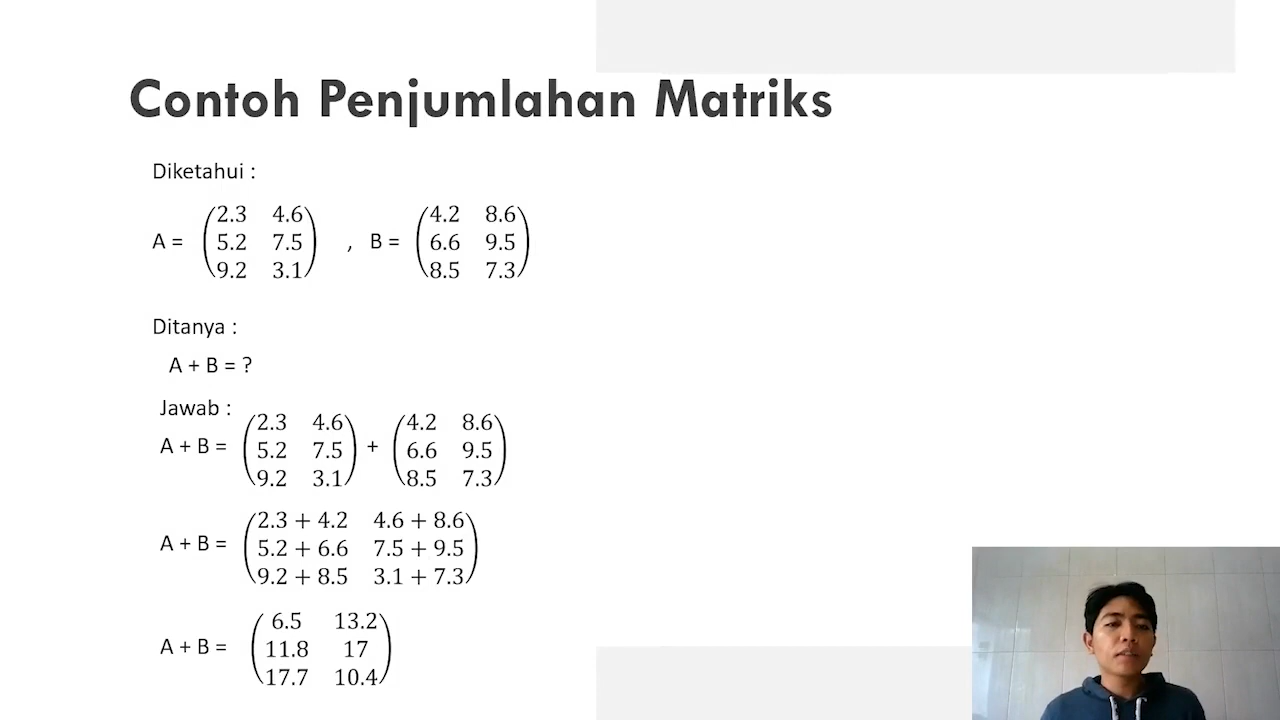 Contoh Penjumlahan Matriks
Diketahui :
A = (2.3 4.6
5.2 7.5
9.2 3.1) , B = (4.2 8.6
6.6 9.5
8.5 7.3)
Ditanya :
A + B = ?
Jawab :
A + B = (2.3 4.6
5.2 7.5
9.2 3.1) + (4.2 8.6
6.6 9.5
8.5 7.3)
A + B = (2.3 + 4.2 4.6 + 8.6
5.2 + 6.6 7.5 + 9.5
9.2 + 8.5 3.1 + 7.3)
A + B = (6.5 13.2
11.8 17
17.7 10.4)